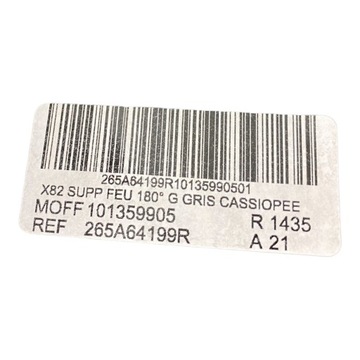 265A64199R10135990501
X82 SUPP FEU 180° G GRIS CASSIOPEE
MOFF 101359905 R 1435
REF 265A64199R A 21